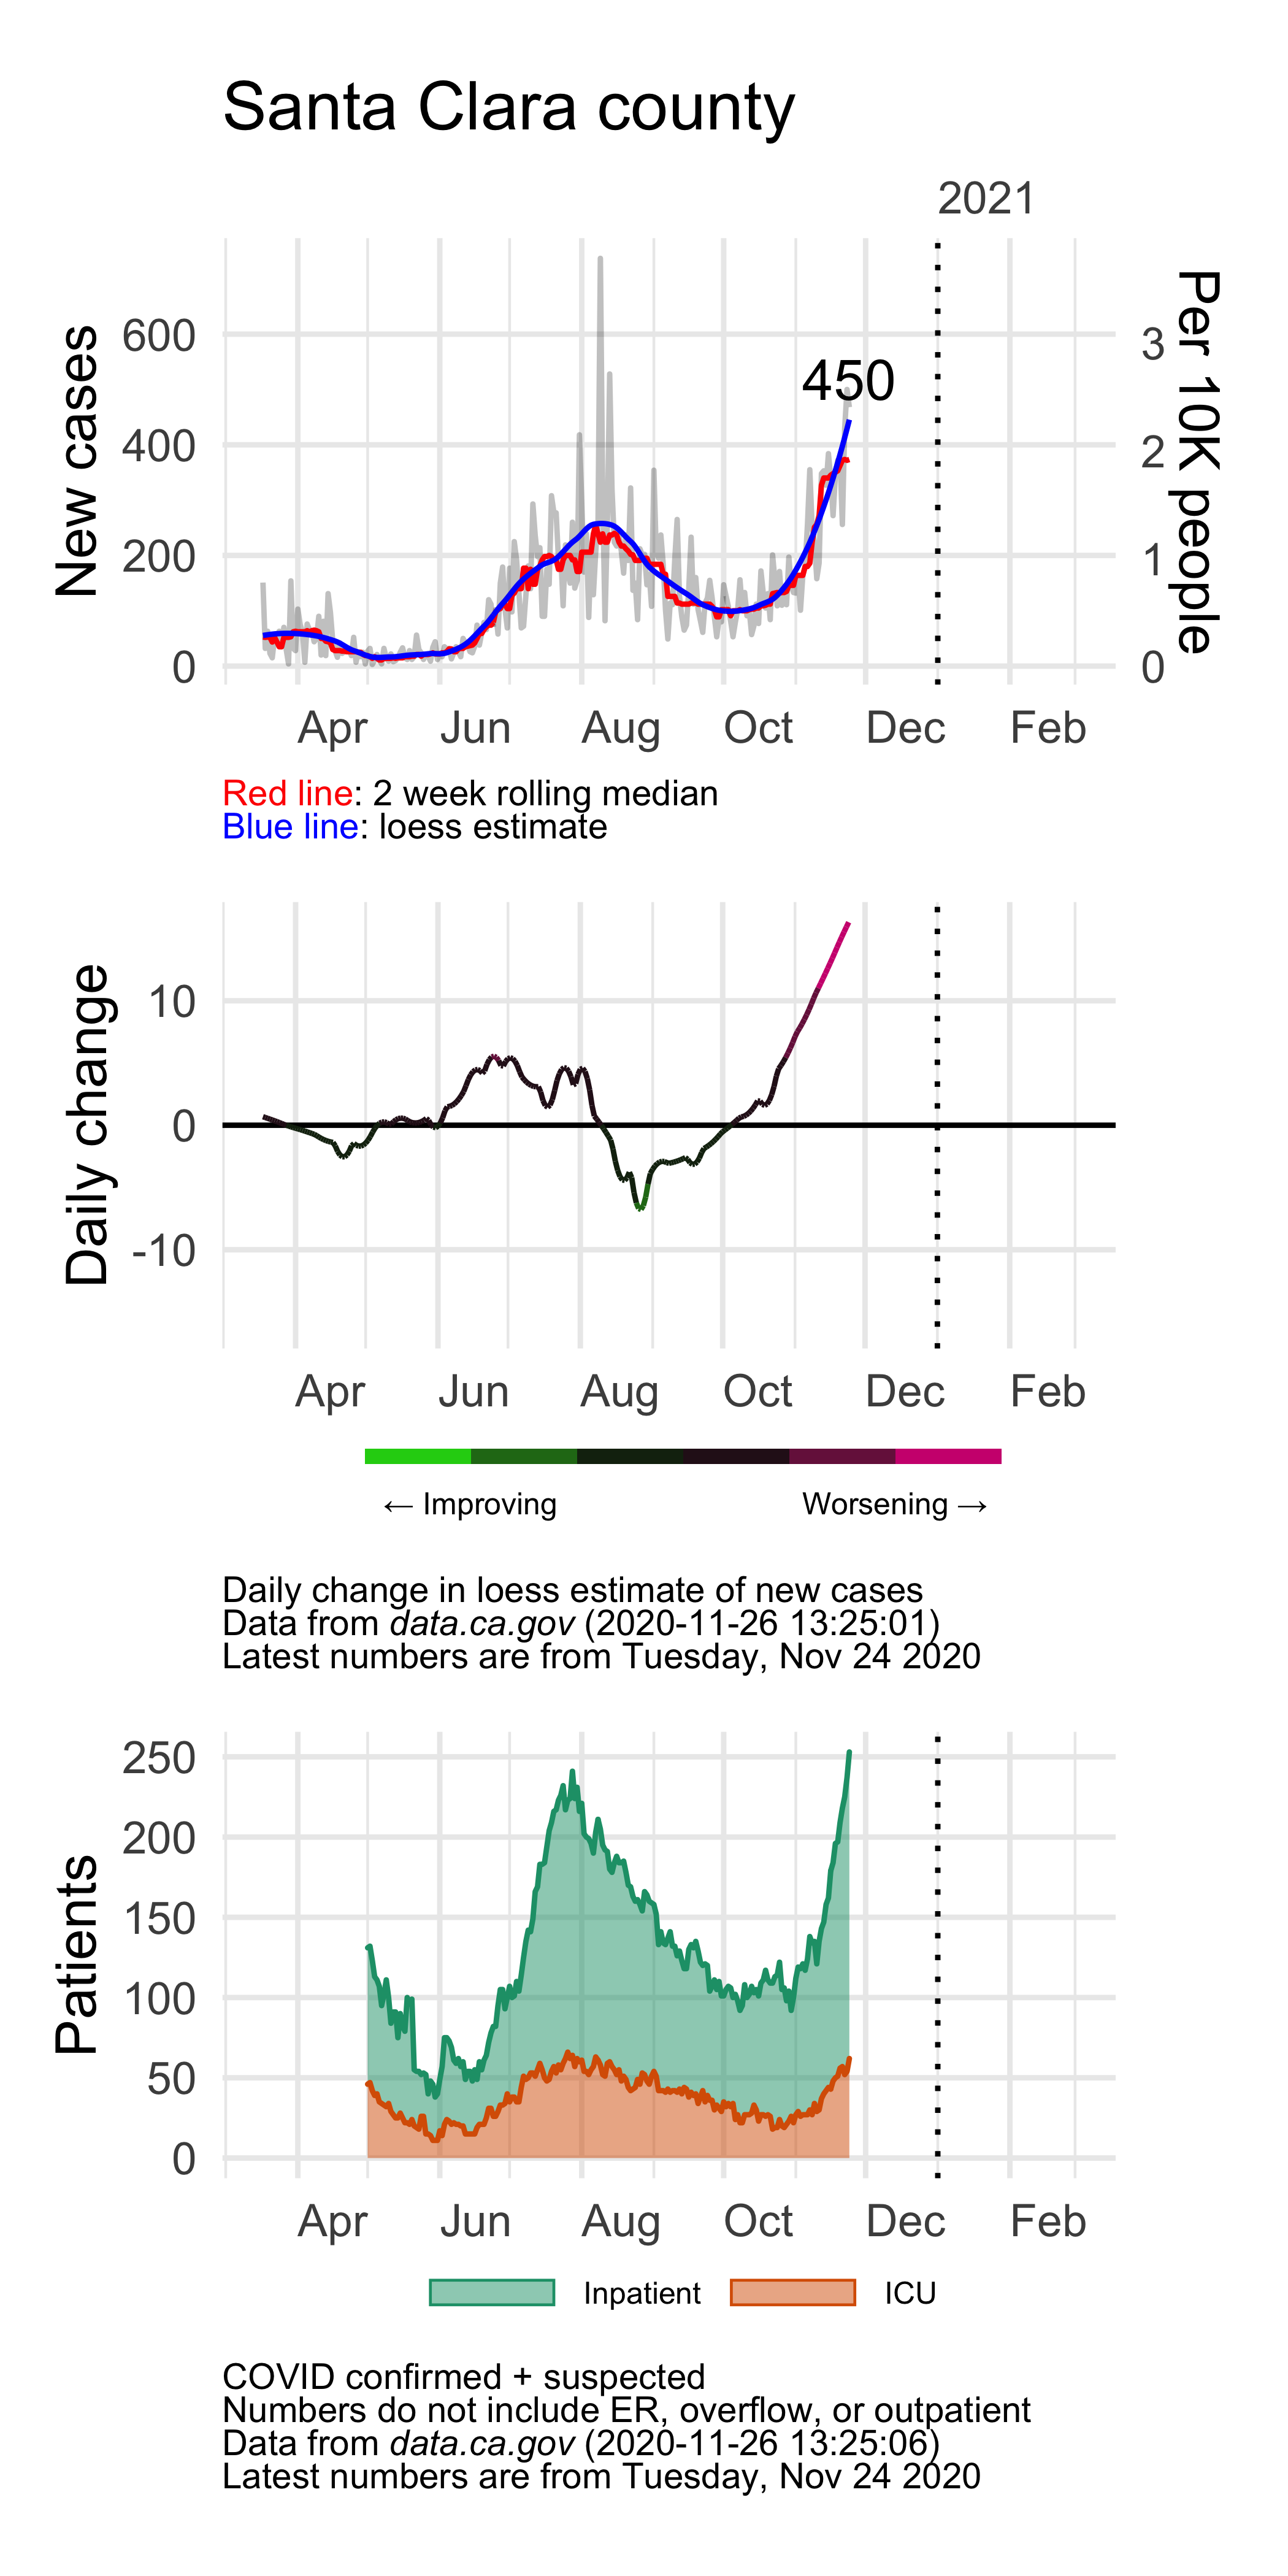 Santa Clara county
2021
New cases
600
400
200
0
450
3
2
1
0
Per 10K people
Apr Jun Aug Oct Dec Feb
Red line: 2 week rolling median
Blue line: loess estimate
Daily change
10
0
-10
Apr Jun Aug Oct Dec Feb
← Improving Worsening →
Daily change in loess estimate of new cases
Data from data.ca.gov (2020-11-26 13:25:01)
Latest numbers are from Tuesday, Nov 24 2020
Patients
250
200
150
100
50
0
Apr Jun Aug Oct Dec Feb
Inpatient ICU
COVID confirmed + suspected
Numbers do not include ER, overflow, or outpatient
Data from data.ca.gov (2020-11-26 13:25:06)
Latest numbers are from Tuesday, Nov 24 2020